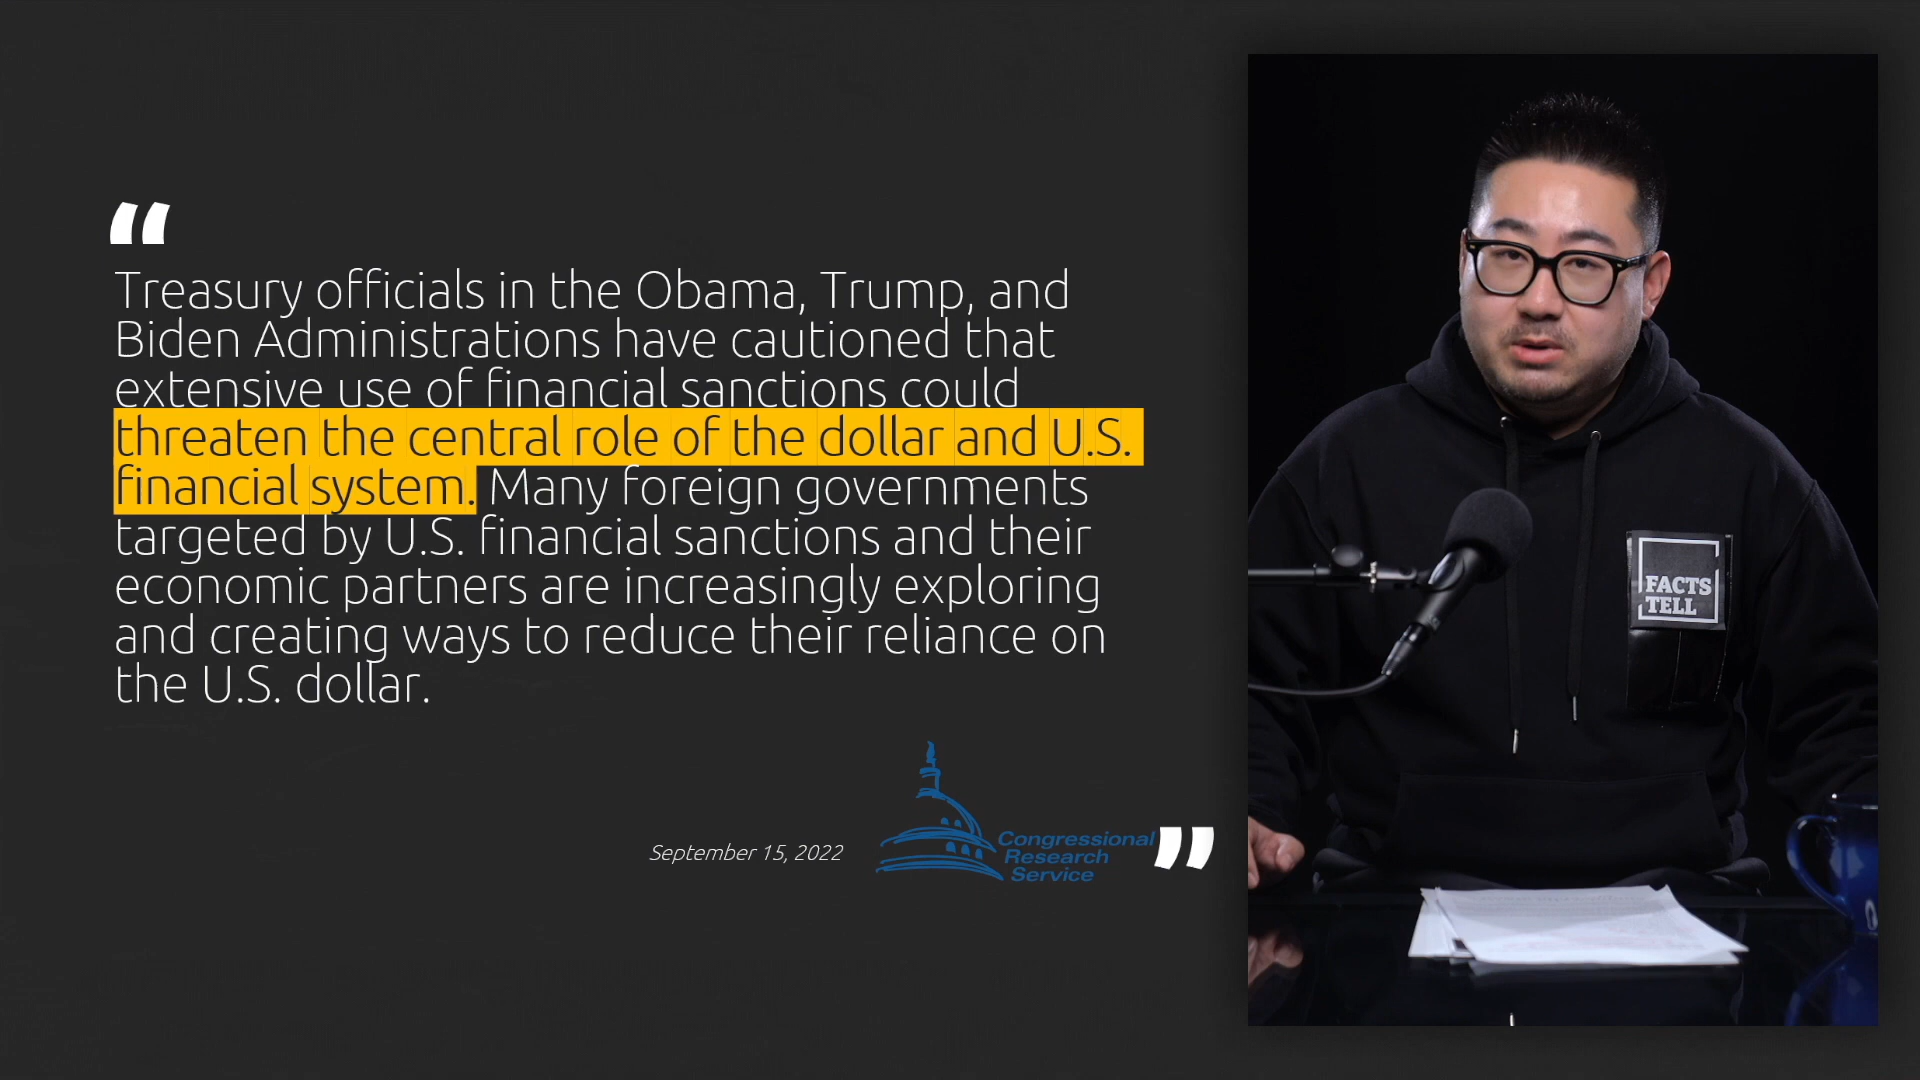 “
Treasury officials in the Obama, Trump, and
Biden Administrations have cautioned that
extensive use of financial sanctions could
threaten the central role of the dollar and U.S.
financial system. Many foreign governments
targeted by U.S. financial sanctions and their
economic partners are increasingly exploring
and creating ways to reduce their reliance on
the U.S. dollar.
September 15, 2022
Congressional
Research
Service
”
FACTS
TELL